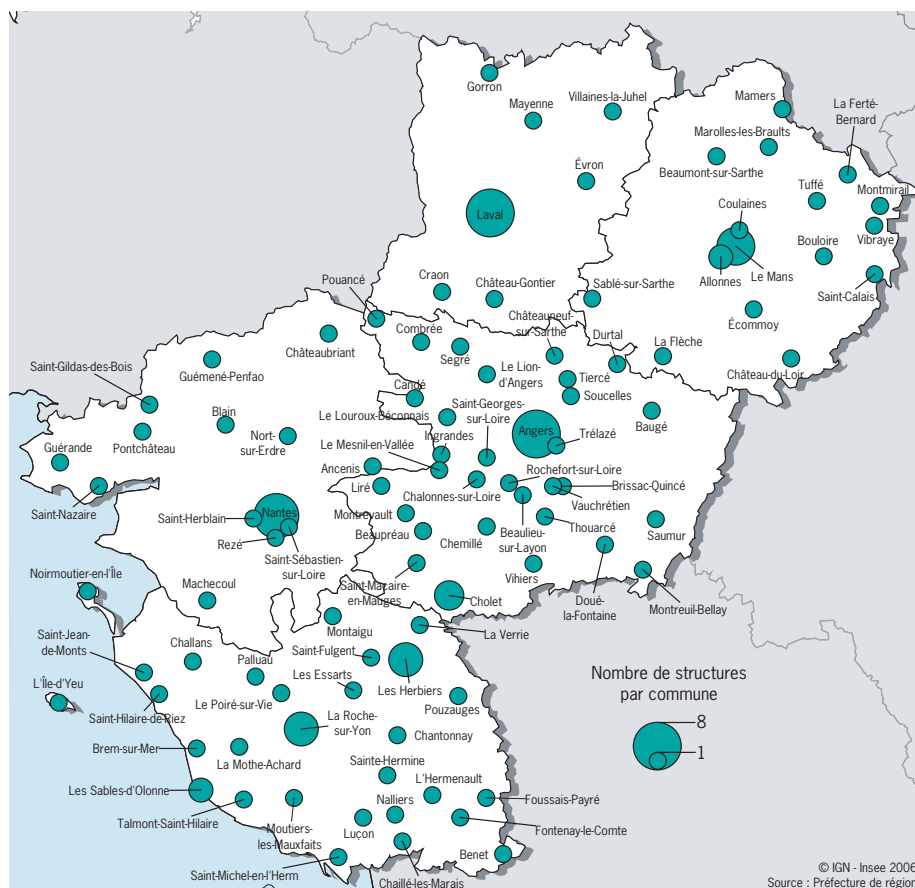 Gorron
Mayenne
Villaines-la-Juhel
Mamers
La Ferté-
Bernard
Marolles-les-Braults
Beaumont-sur-Sarthe
Évron
Tuffé
Montmirail
Coulaines
Laval
Vibraye
Bouloire
Allonnes
Le Mans
Saint-Calais
Craon
Château-Gontier
Sablé-sur-Sarthe
Pouancé
Écommoy
Châteauneuf-
sur-Sarthe
Combrée
Durtal
Châteaubriant
Segré
La Flèche
Saint-Gildas-des-Bois
Guémené-Penfao
Le Lion-
d'Angers
Tiercé
Château-du-Loir
Candé
Soucelles
Saint-Georges-
sur-Loire
Le Louroux-Béconnais
Blain
Baugé
Pontchâteau
Nort-
sur-Erdre
Ingrandes
Angers
Trélazé
Le Mesnil-en-Vallée
Guérande
Ancenis
Rochefort-sur-Loire
Liré
Chalonnes-sur-Loire
Brissac-Quincé
Vauchrétien
Saint-Nazaire
Montrevault
Nantes
Saint-Herblain
Thouarcé
Beaupréau
Chemillé
Beaulieu-
sur-Layon
Saumur
Rezé
Saint-Sébastien-
sur-Loire
Vihiers
Noirmoutier-en-l'Île
Machecoul
Saint-Macaire-
en-Mauges
Cholet
Doué-
la-Fontaine
Montreuil-Bellay
Montaigu
La Verrie
Saint-Jean-
de-Monts
Challans
Palluau
Saint-Fulgent
Les Essarts
Les Herbiers
L'Île-d'Yeu
Le Poiré-sur-Vie
Pouzauges
Saint-Hilaire-de-Riez
La Roche-
sur-Yon
Chantonnay
Brem-sur-Mer
La Mothe-Achard
Sainte-Hermine
Les Sables-d'Olonne
L'Hermenault
Foussais-Payré
Nalliers
Talmont-Saint-Hilaire
Moutiers-
les-Mauxfaits
Luçon
Fontenay-le-Comte
Benet
Saint-Michel-en-l'Herm
Chaillé-les-Marais
Nombre de structures
par commune
8
1
© IGN - Insee 2006
Source : Préfecture de région